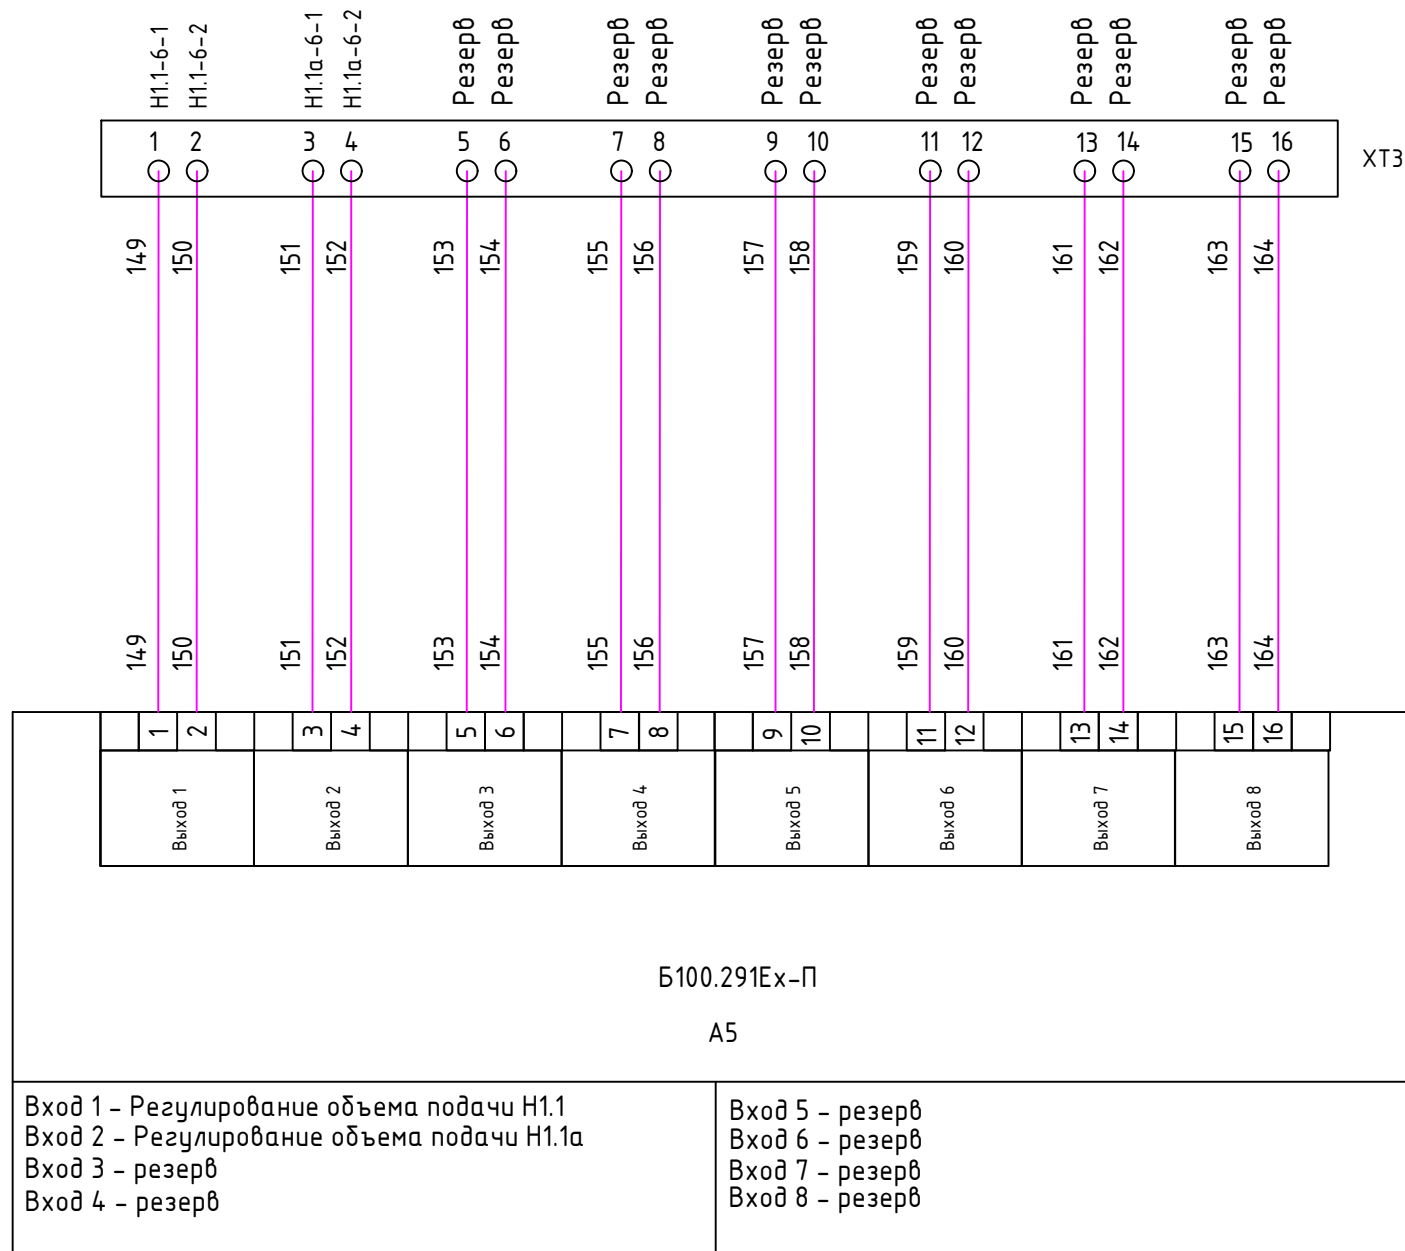 Н1.1-6-1 Н1.1-6-2 Н1.1а-6-1 Н1.1а-6-2 Резерв Резерв Резерв Резерв Резерв Резерв Резерв Резерв Резерв Резерв Резерв Резерв
1 2 3 4 5 6 7 8 9 10 11 12 13 14 15 16
ХТ3
149 150 151 152 153 154 155 156 157 158 159 160 161 162 163 164
149 150 151 152 153 154 155 156 157 158 159 160 161 162 163 164
1 2 3 4 5 6 7 8 9 10 11 12 13 14 15 16
Выход 1 Выход 2 Выход 3 Выход 4 Выход 5 Выход 6 Выход 7 Выход 8
Б100.291Ex-П
А5
Вход 1 - Регулирование объема подачи Н1.1
Вход 2 - Регулирование объема подачи Н1.1а
Вход 3 - резерв
Вход 4 - резерв
Вход 5 - резерв
Вход 6 - резерв
Вход 7 - резерв
Вход 8 - резерв